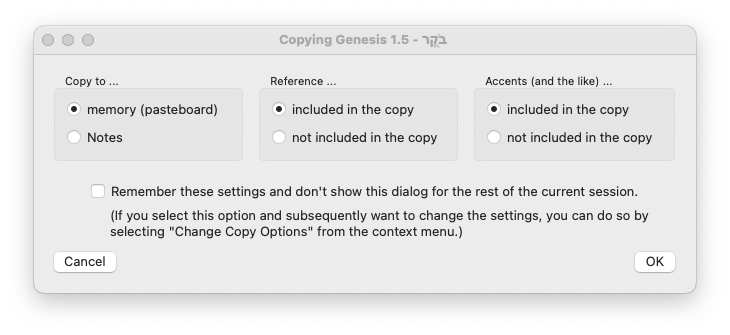 Copying Genesis 1.5 - בֹקֶר
Copy to ...
Reference ...
Accents (and the like) ...
memory (pasteboard)
included in the copy
included in the copy
Notes
not included in the copy
not included in the copy
Remember these settings and don't show this dialog for the rest of the current session.
(If you select this option and subsequently want to change the settings, you can do so by
selecting "Change Copy Options" from the context menu.)
Cancel
OK